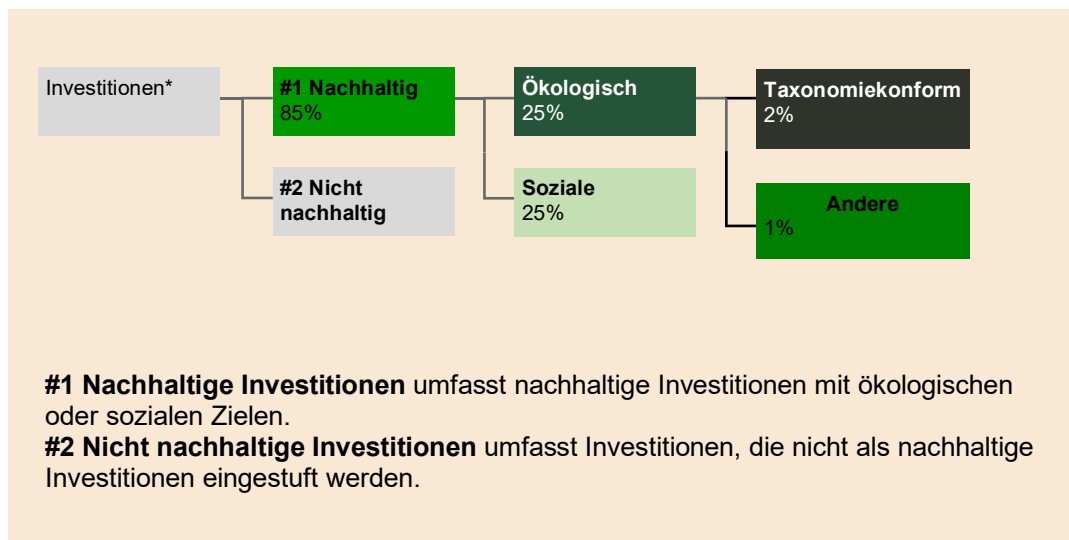 Investitionen*
#1 Nachhaltig
85%
#2 Nicht
nachhaltig
Ökologisch
25%
Soziale
25%
Taxonomiekonform
2%
Andere
1%
#1 Nachhaltige Investitionen umfasst nachhaltige Investitionen mit ökologischen
oder sozialen Zielen.
#2 Nicht nachhaltige Investitionen umfasst Investitionen, die nicht als nachhaltige
Investitionen eingestuft werden.